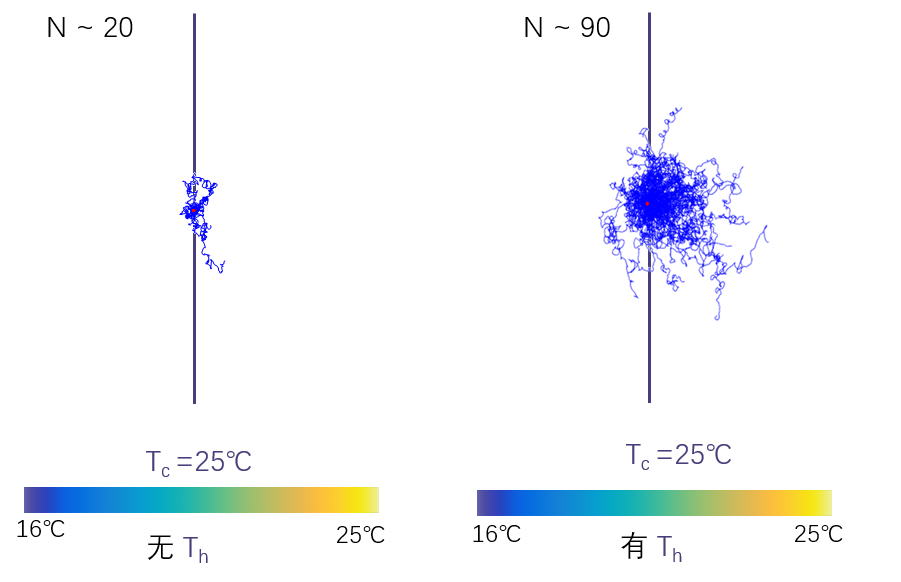 N ~ 20
N ~ 90
Tc =25℃
Tc =25℃
16℃
25℃
16℃
25℃
无 Th
有 Th